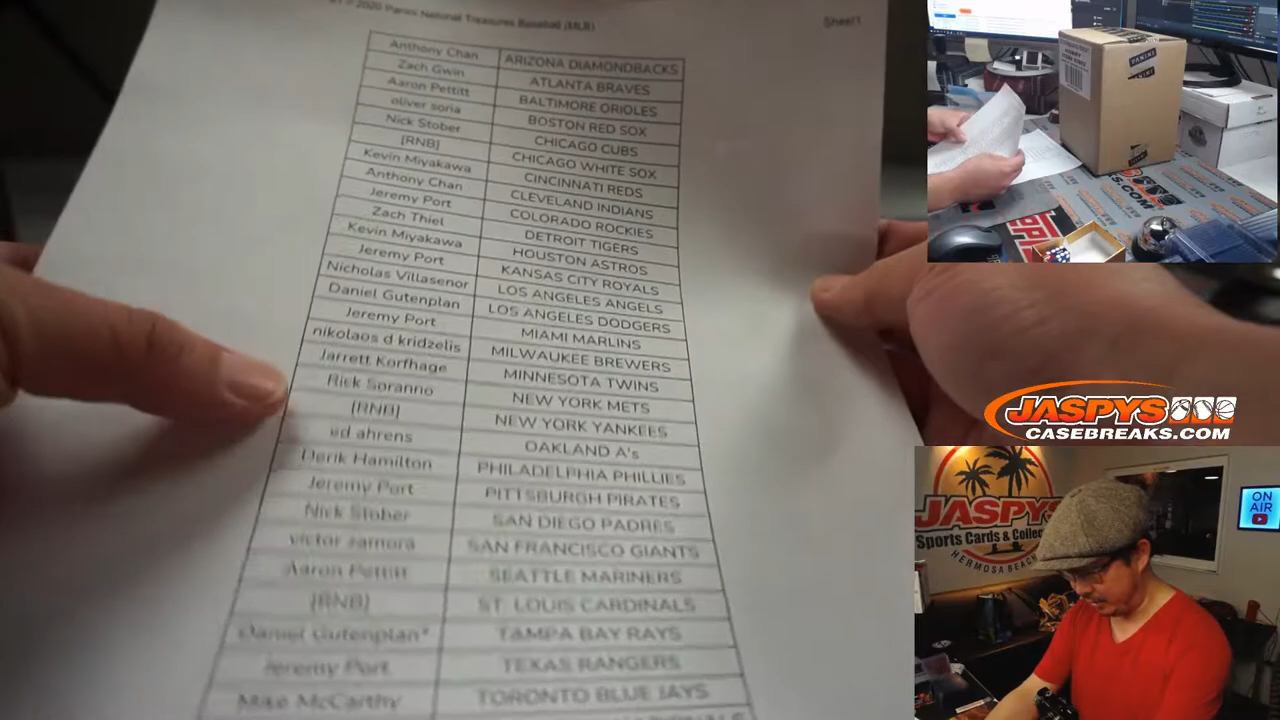 2020 Panini National Treasures Baseball (MLB)
Sheet1
Anthony Chan ARIZONA DIAMONDBACKS
Zach Gwin ATLANTA BRAVES
Aaron Pettitt BALTIMORE ORIOLES
oliver soria BOSTON RED SOX
Nick Stober CHICAGO CUBS
[RNB] CHICAGO WHITE SOX
Kevin Miyakawa CINCINNATI REDS
Anthony Chan CLEVELAND INDIANS
Jeremy Port COLORADO ROCKIES
Zach Thiel DETROIT TIGERS
Kevin Miyakawa HOUSTON ASTROS
Jeremy Port KANSAS CITY ROYALS
Nicholas Villasenor LOS ANGELES ANGELS
Daniel Gutenplan LOS ANGELES DODGERS
Jeremy Port MIAMI MARLINS
nikolaos d kridzelis MILWAUKEE BREWERS
Jarrett Korfhage MINNESOTA TWINS
Rick Soranno NEW YORK METS
[RNB] NEW YORK YANKEES
ed ahrens OAKLAND A's
Derik Hamilton PHILADELPHIA PHILLIES
Jeremy Port PITTSBURGH PIRATES
Nick Stober SAN DIEGO PADRES
victor zamora SAN FRANCISCO GIANTS
Aaron Pettitt SEATTLE MARINERS
[RNB] ST. LOUIS CARDINALS
Daniel Gutenplan* TAMPA BAY RAYS
Jeremy Port TEXAS RANGERS
Mike McCarthy TORONTO BLUE JAYS
PANINI
PANINI
.COM
JASPYS
CASEBREAKS.COM
JASPYS
Sports Cards &
HERMOSA BEACH
ON
AIR